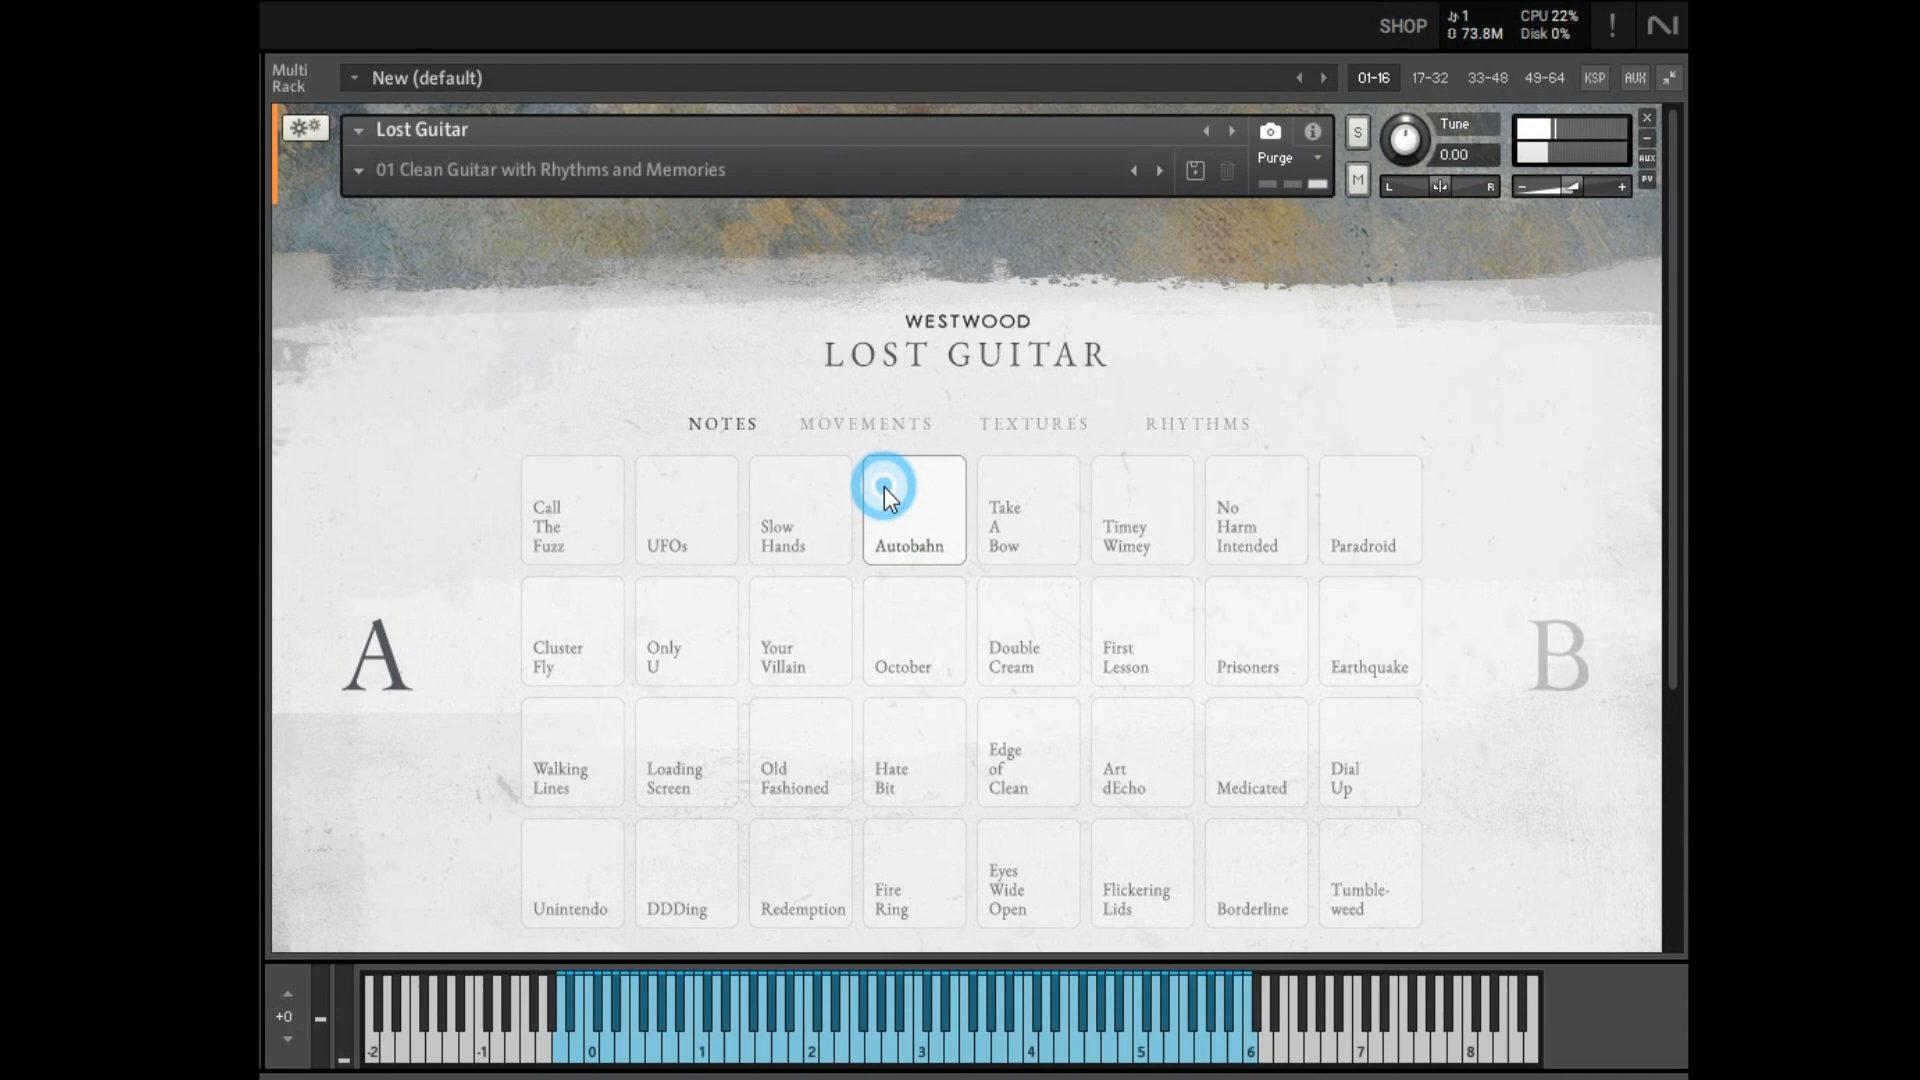 SHOP
1
73.8M
CPU 22%
Disk 0%
!
Multi
Rack
New (default)
01-16
17-32
33-48
49-64
KSP
AUX
Lost Guitar
01 Clean Guitar with Rhythms and Memories
Purge
S
M
Tune
0.00
L
R
-
+
X
-
AUX
PV
WESTWOOD
LOST GUITAR
NOTES
MOVEMENTS
TEXTURES
RHYTHMS
A
B
Call
The
Fuzz
UFOs
Slow
Hands
Autobahn
Take
A
Bow
Timey
Wimey
No
Harm
Intended
Paradroid
Cluster
Fly
Only
U
Your
Villain
October
Double
Cream
First
Lesson
Prisoners
Earthquake
Walking
Lines
Loading
Screen
Old
Fashioned
Hate
Bit
Edge
of
Clean
Art
dEcho
Medicated
Dial
Up
Unintendo
DDDing
Redemption
Fire
Ring
Eyes
Wide
Open
Flickering
Lids
Borderline
Tumble-
weed
+0
-2 -1 0 1 2 3 4 5 6 7 8